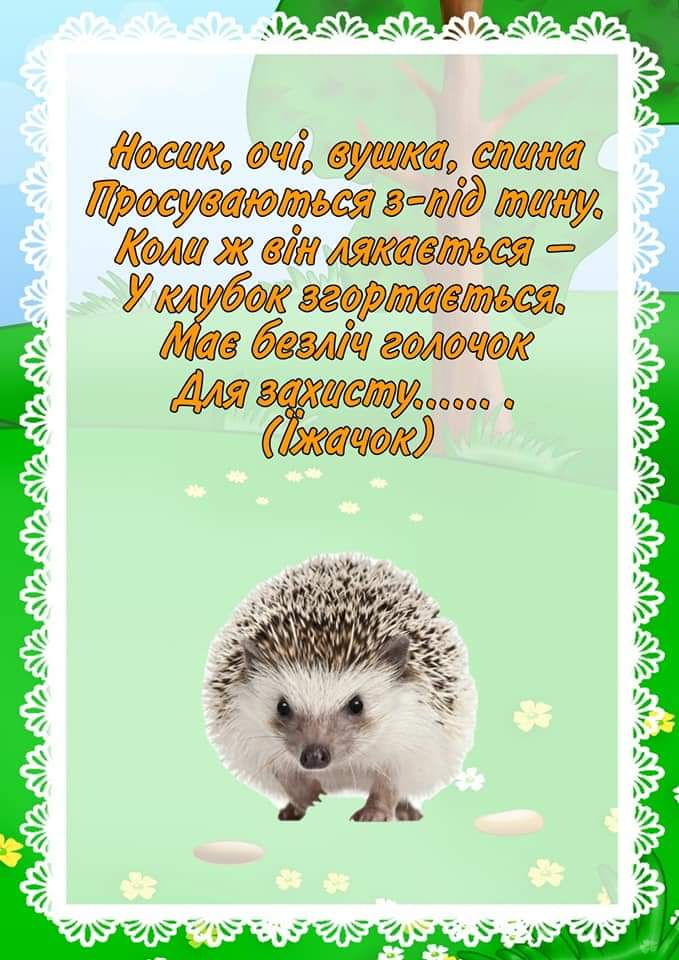 Носик, очі, вушка, спина
Просуваються з-під тину.
Коли ж він лякається –
У клубок згортається.
Має безліч голочок
Для захисту...... .
(Їжачок)